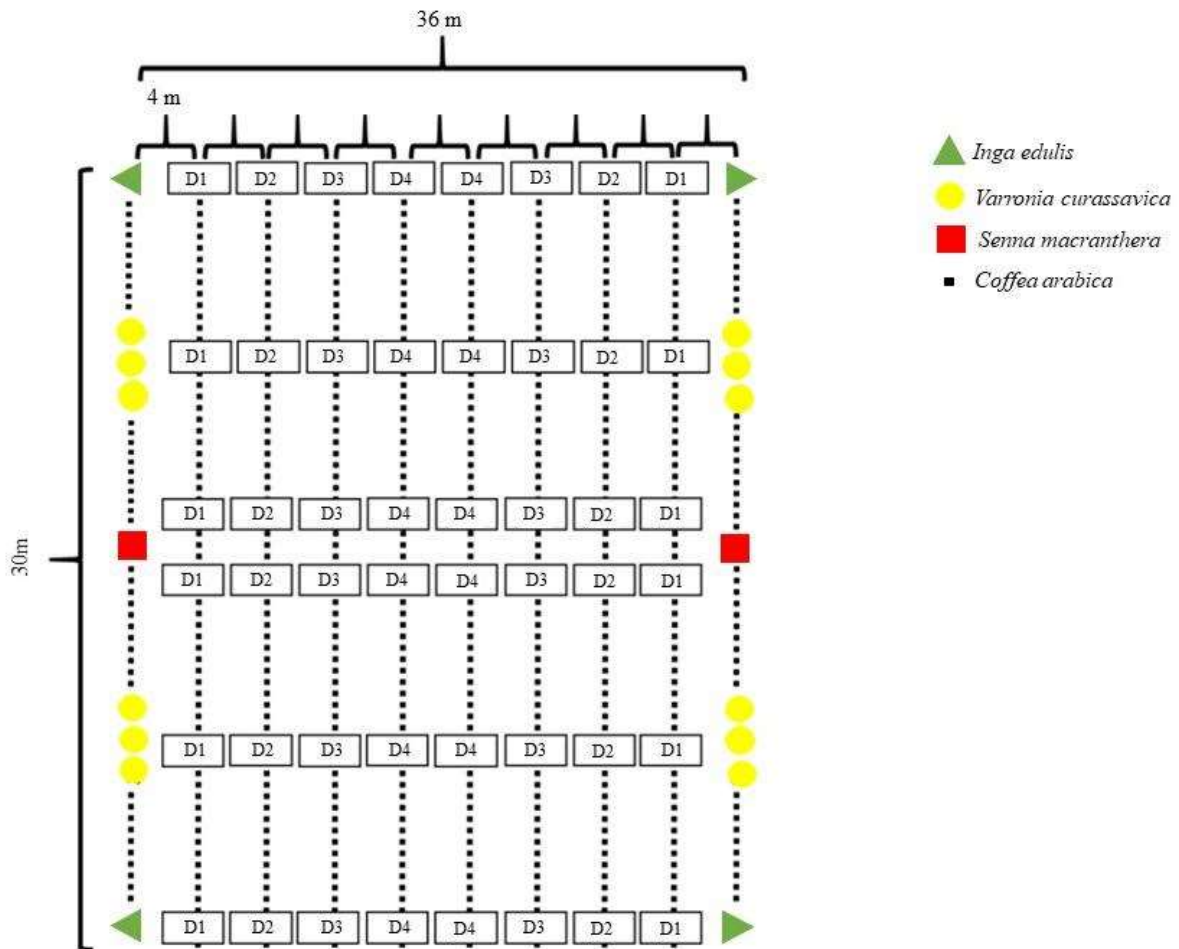 36 m
4 m
D1 D2 D3 D4 D4 D3 D2 D1
D1 D2 D3 D4 D4 D3 D2 D1
D1 D2 D3 D4 D4 D3 D2 D1
30m
D1 D2 D3 D4 D4 D3 D2 D1
D1 D2 D3 D4 D4 D3 D2 D1
D1 D2 D3 D4 D4 D3 D2 D1
Inga edulis
Varronia curassavica
Senna macranthera
Coffea arabica